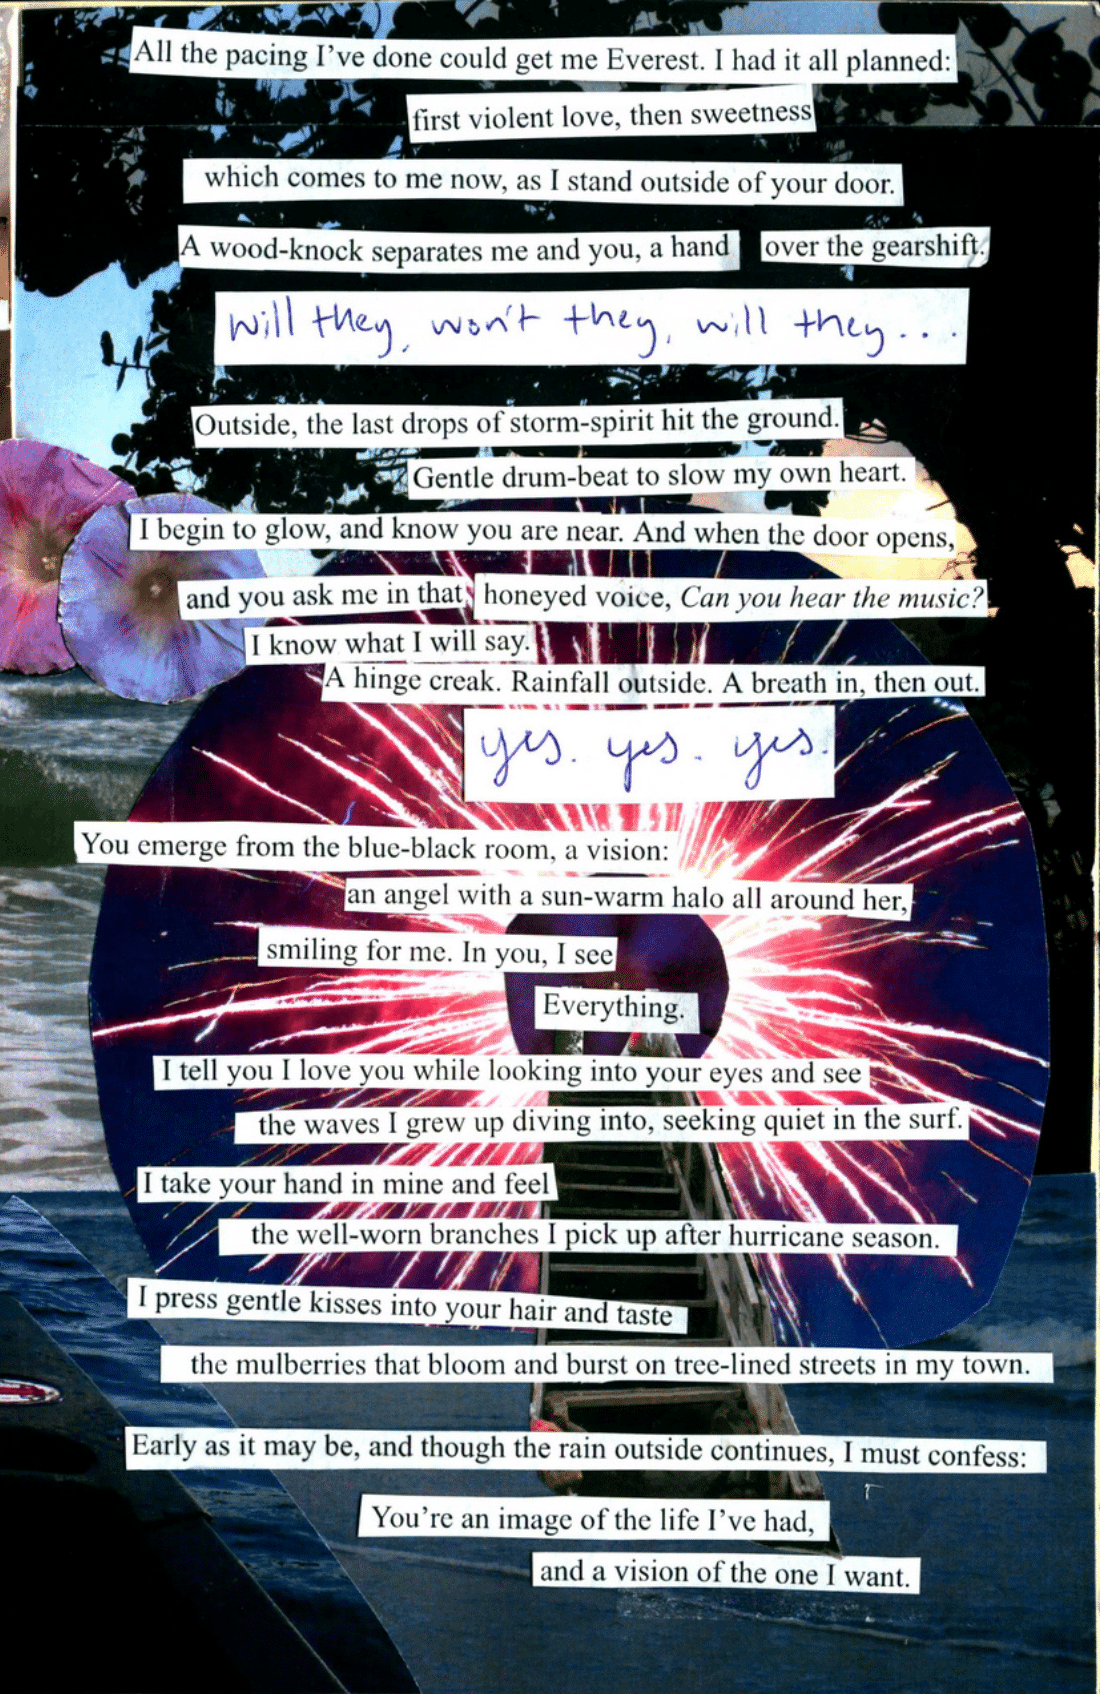 All the pacing I've done could get me Everest. I had it all planned:
first violent love, then sweetness
which comes to me now, as I stand outside of your door.
A wood-knock separates me and you, a hand over the gearshift.
will they, won't they, will they...
Outside, the last drops of storm-spirit hit the ground.
Gentle drum-beat to slow my own heart.
I begin to glow, and know you are near. And when the door opens,
and you ask me in that honeyed voice, Can you hear the music?
I know what I will say.
A hinge creak. Rainfall outside. A breath in, then out.
yes. yes. yes.
You emerge from the blue-black room, a vision:
an angel with a sun-warm halo all around her,
smiling for me. In you, I see
Everything.
I tell you I love you while looking into your eyes and see
the waves I grew up diving into, seeking quiet in the surf.
I take your hand in mine and feel
the well-worn branches I pick up after hurricane season.
I press gentle kisses into your hair and taste
the mulberries that bloom and burst on tree-lined streets in my town.
Early as it may be, and though the rain outside continues, I must confess:
You're an image of the life I've had,
and a vision of the one I want.